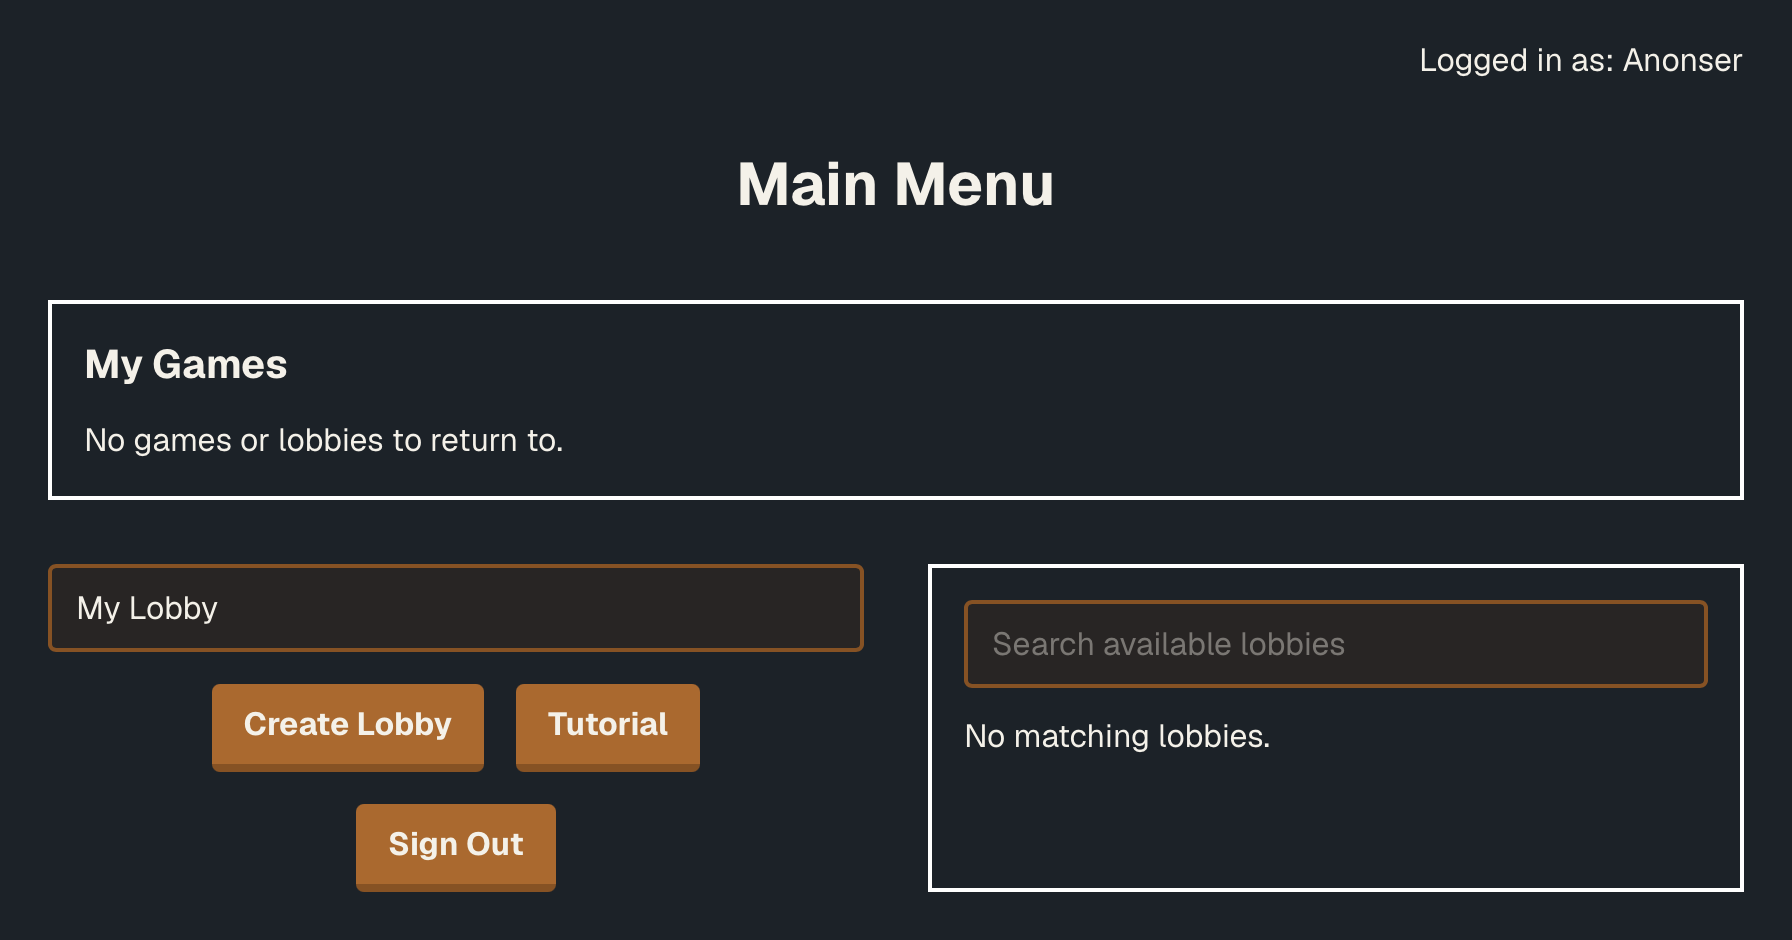 Logged in as: Anonser
Main Menu
My Games
No games or lobbies to return to.
My Lobby
Create Lobby
Tutorial
Sign Out
Search available lobbies
No matching lobbies.